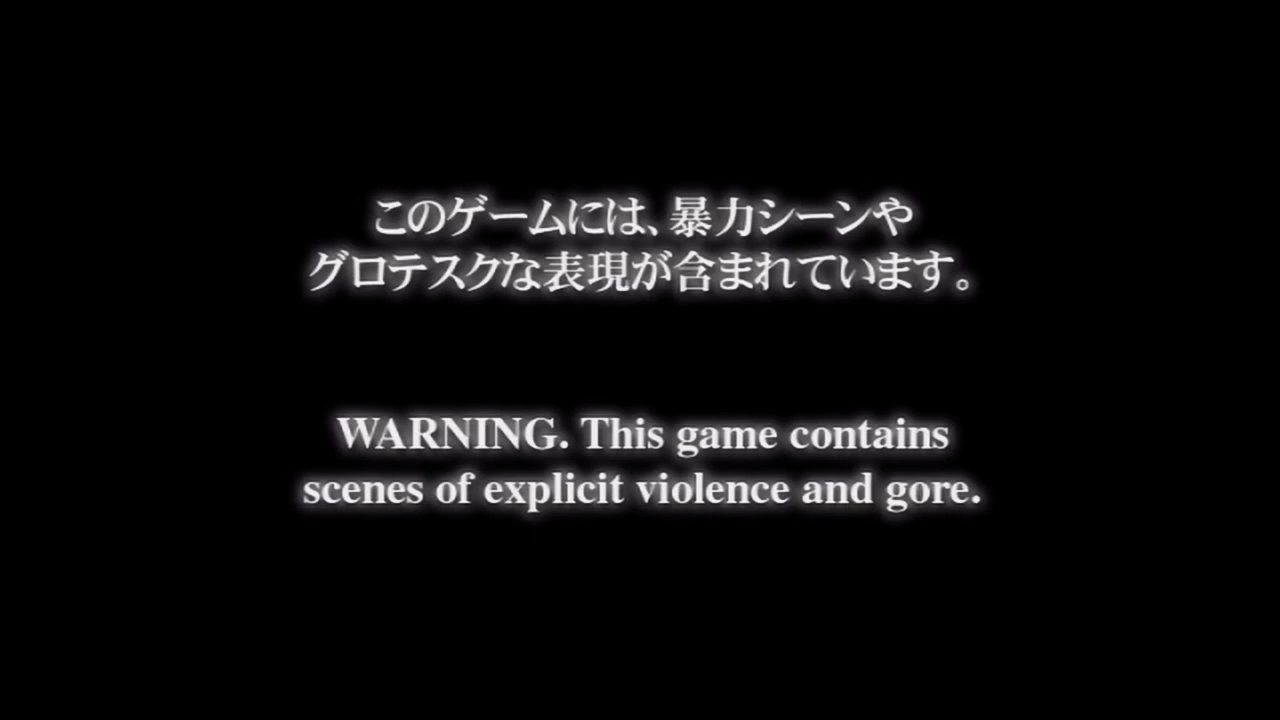 このゲームには、暴力シーンや
グロテスクな表現が含まれています。
WARNING. This game contains
scenes of explicit violence and gore.